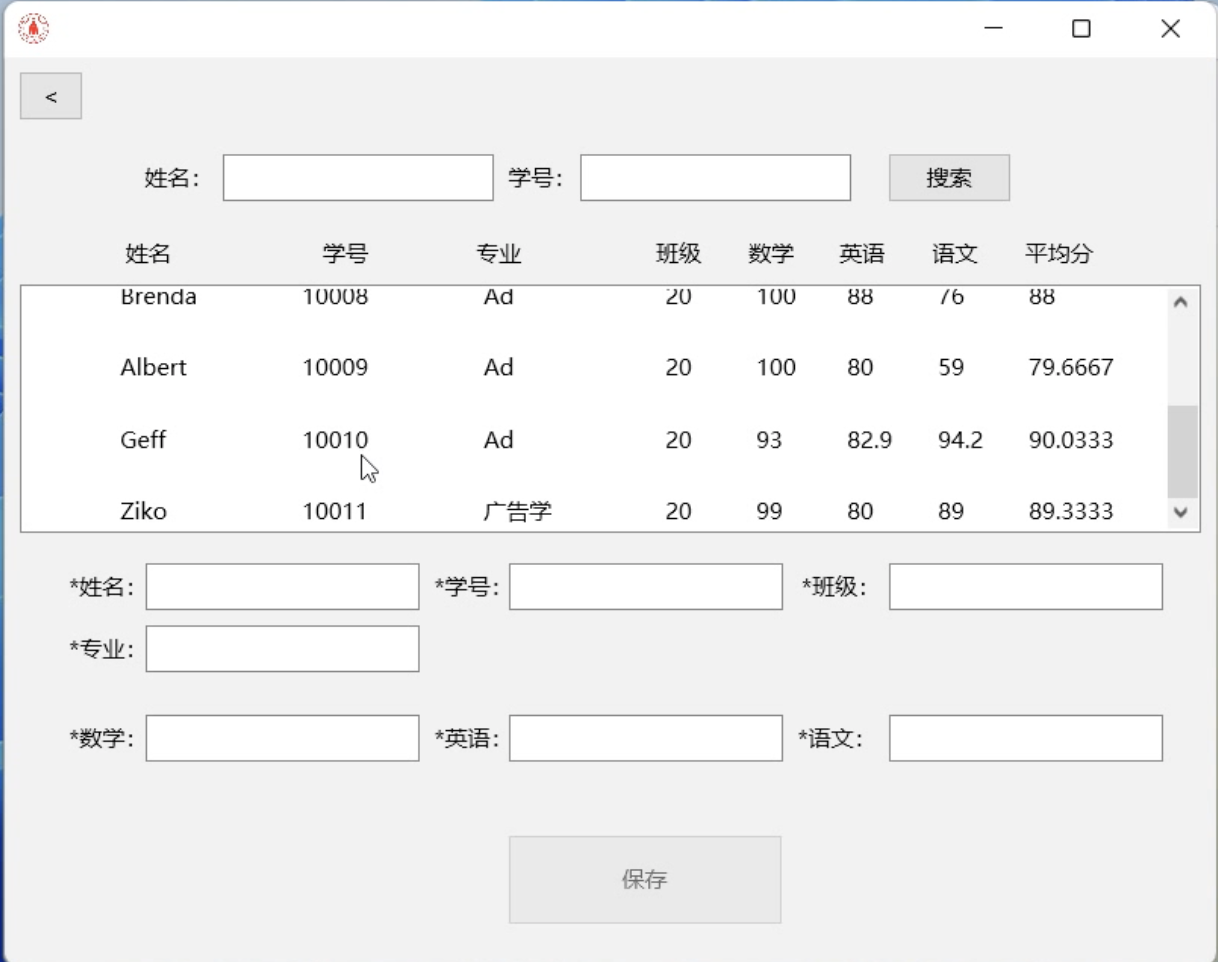 <
姓名： 学号： 搜索
姓名 学号 专业 班级 数学 英语 语文 平均分
Brenda 10008 Ad 20 100 88 76 88
Albert 10009 Ad 20 100 80 59 79.6667
Geff 10010 Ad 20 93 82.9 94.2 90.0333
Ziko 10011 广告学 20 99 80 89 89.3333
*姓名： *学号： *班级：
*专业：
*数学： *英语： *语文：
保存